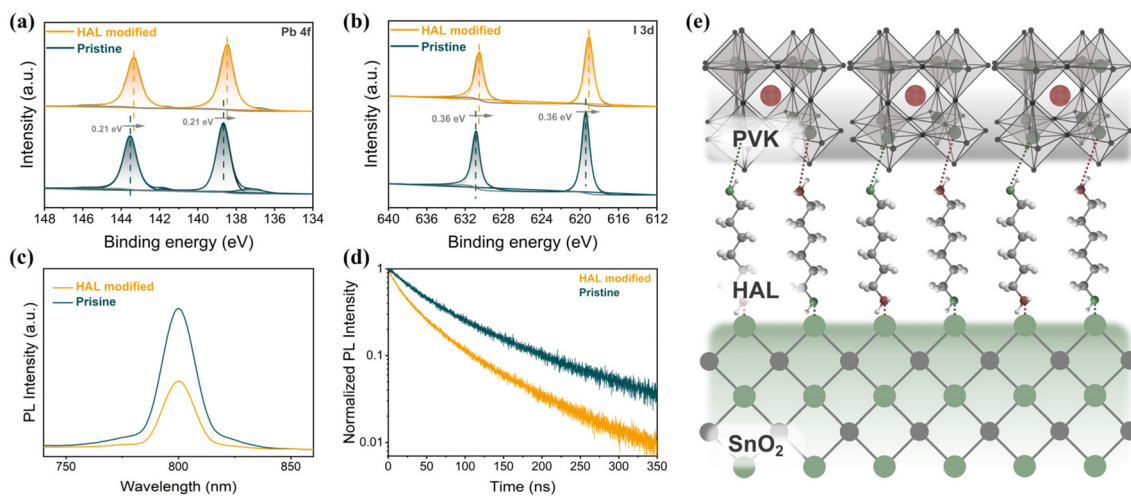 (a)
HAL modified
Pristine
Pb 4f
0.21 eV
0.21 eV
Intensity (a.u.)
148 146 144 142 140 138 136 134
Binding energy (eV)
(b)
HAL modified
Pristine
I 3d
0.36 eV
0.36 eV
Intensity (a.u.)
640 636 632 628 624 620 616 612
Binding energy (eV)
(c)
HAL modified
Prisine
PL Intensity (a.u.)
750 800 850
Wavelength (nm)
(d)
HAL modified
Pristine
Normalized PL Intensity
1
0.1
0.01
0 50 100 150 200 250 300 350
Time (ns)
(e)
PVK
HAL
SnO₂